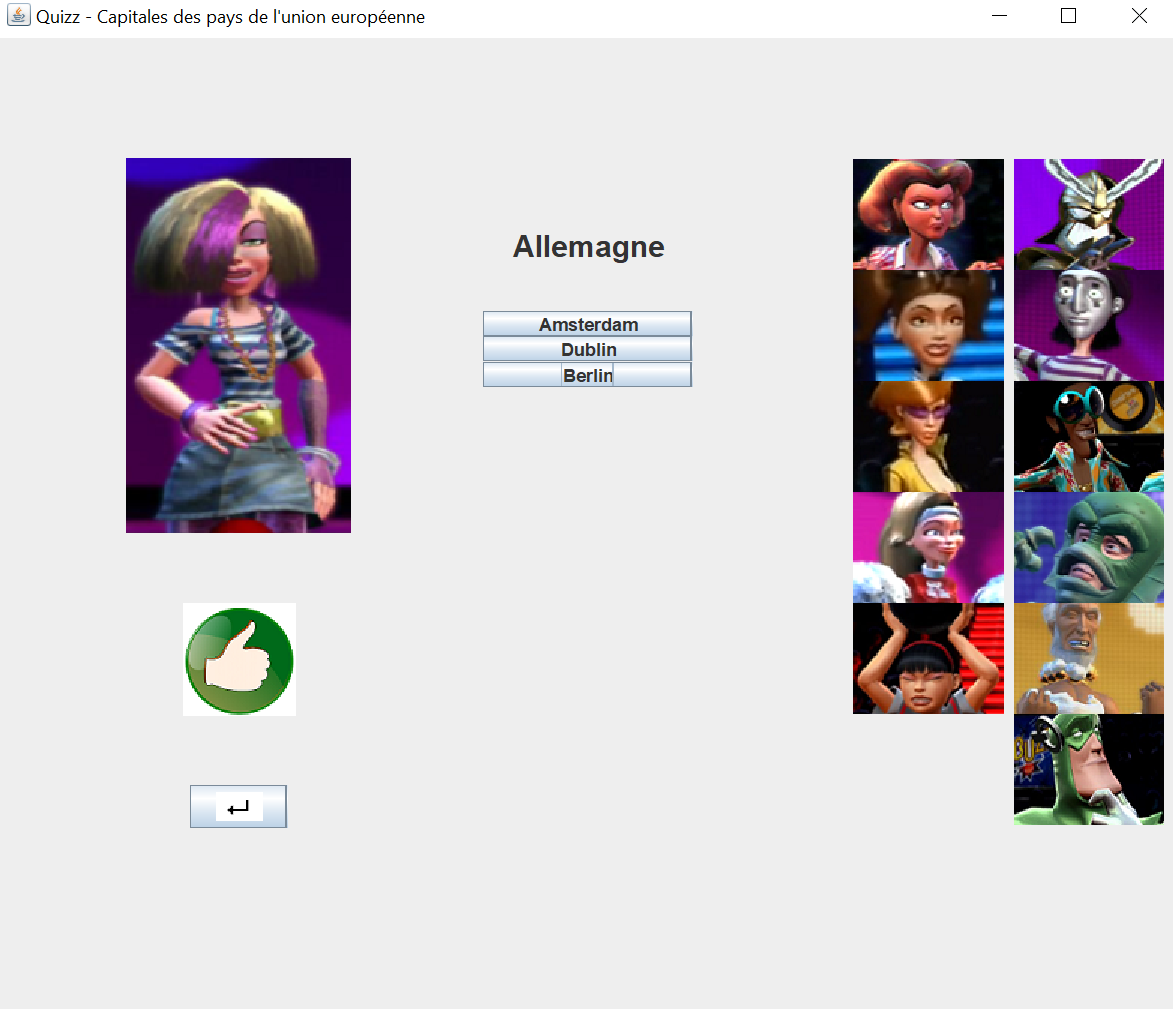 Quizz - Capitales des pays de l'union européenne
Allemagne
Amsterdam
Dublin
Berlin